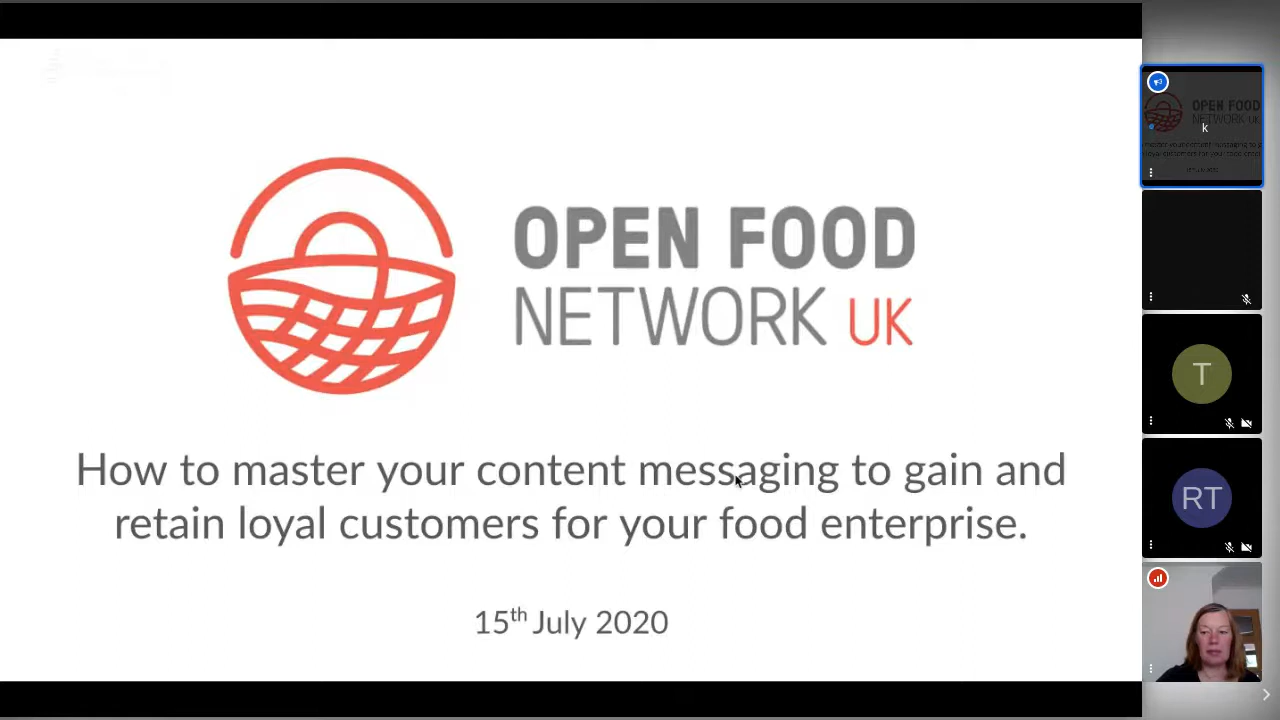 OPEN FOOD
NETWORK UK
How to master your content messaging to gain and
retain loyal customers for your food enterprise.
15th July 2020
OPEN FOOD
NETWORK UK
k
T
RT